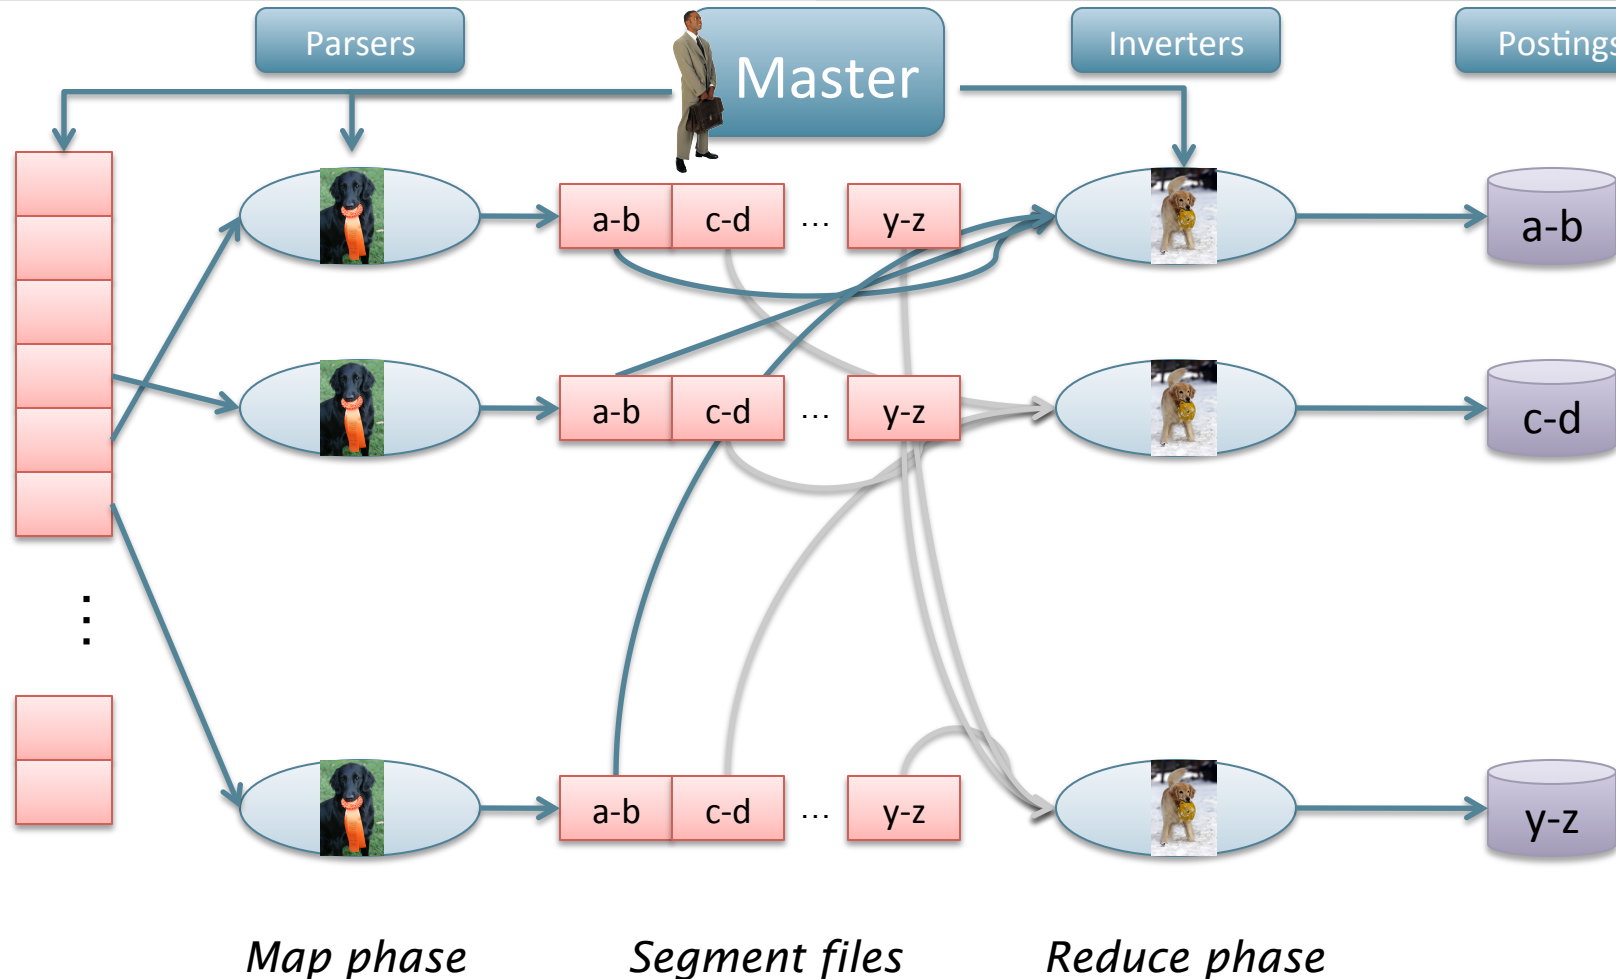 Parsers
Master
Inverters
Postings
a-b c-d ... y-z
a-b
a-b c-d ... y-z
c-d
a-b c-d ... y-z
y-z
Map phase
Segment files
Reduce phase